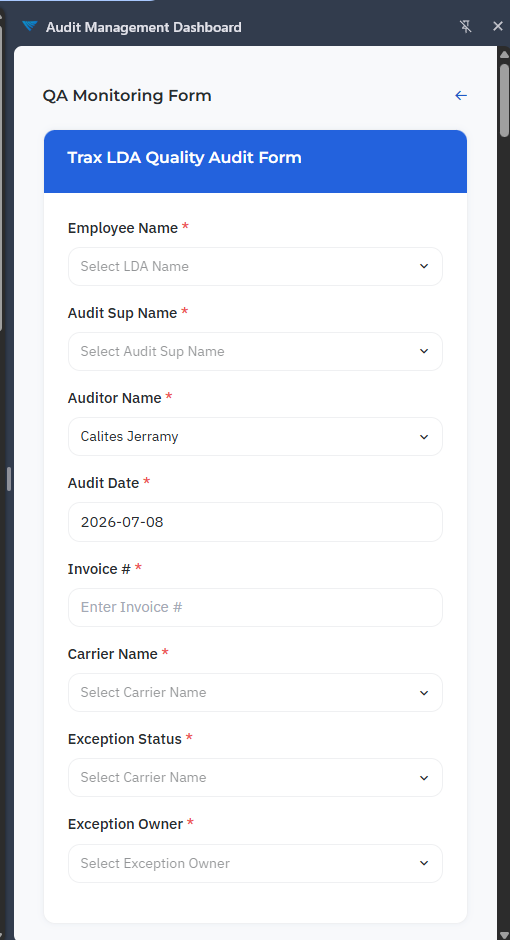 Audit Management Dashboard
QA Monitoring Form
Trax LDA Quality Audit Form
Employee Name *
Select LDA Name
Audit Sup Name *
Select Audit Sup Name
Auditor Name *
Calites Jerramy
Audit Date *
2026-07-08
Invoice # *
Enter Invoice #
Carrier Name *
Select Carrier Name
Exception Status *
Select Carrier Name
Exception Owner *
Select Exception Owner